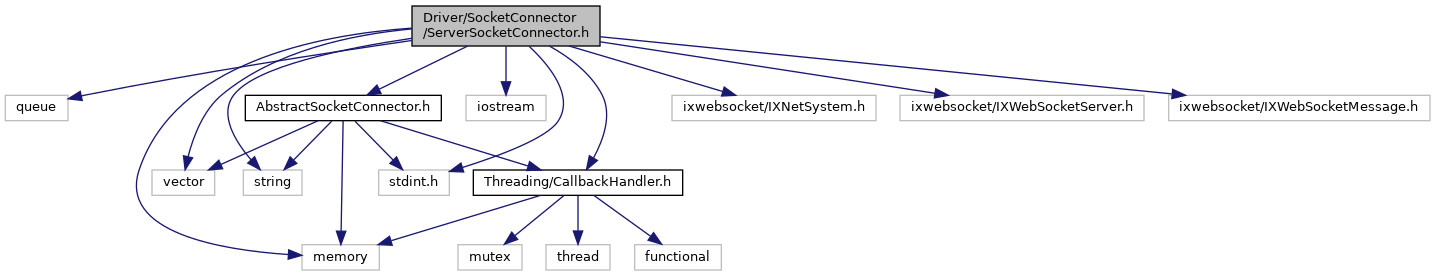 Driver/SocketConnector
/ServerSocketConnector.h
queue
AbstractSocketConnector.h
iostream
ixwebsocket/IXNetSystem.h
ixwebsocket/IXWebSocketServer.h
ixwebsocket/IXWebSocketMessage.h
vector
string
stdint.h
Threading/CallbackHandler.h
memory
mutex
thread
functional